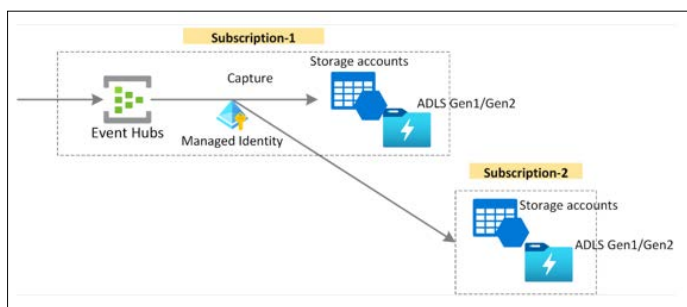 Subscription-1
Capture
Storage accounts
ADLS Gen1/Gen2
Event Hubs
Managed Identity
Subscription-2
Storage accounts
ADLS Gen1/Gen2